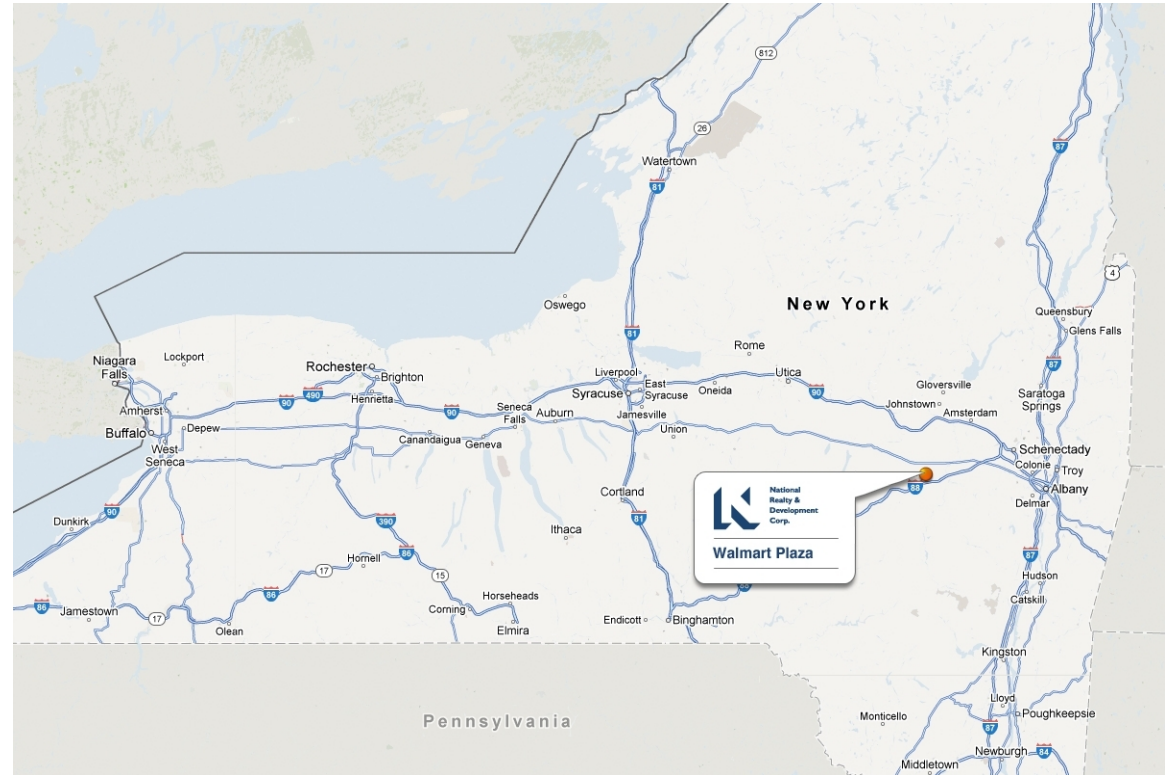 812
26
Watertown
81
87
4
New York
Oswego
Queensbury
Glens Falls
81
Rome
Niagara
Falls
Lockport
Rochester
Brighton
Liverpool
East
Syracuse
Syracuse
Oneida
Utica
87
90
490
90
Henrietta
90
Gloversville
Saratoga
Springs
Johnstown
Amsterdam
Amherst
Buffalo
Depew
West
Seneca
Seneca
Falls
Auburn
Jamesville
Union
Canandaigua
Geneva
Schenectady
Colonie
Troy
Albany
Delmar
88
National
Realty &
Development
Corp.
Walmart Plaza
Cortland
81
Ithaca
90
Dunkirk
390
86
Hornell
17
15
86
86
Jamestown
17
Olean
Horseheads
Corning
Elmira
Endicott
Binghamton
87
Hudson
Catskill
Kingston
Pennsylvania
Lloyd
Poughkeepsie
Monticello
87
Newburgh
84
Middletown